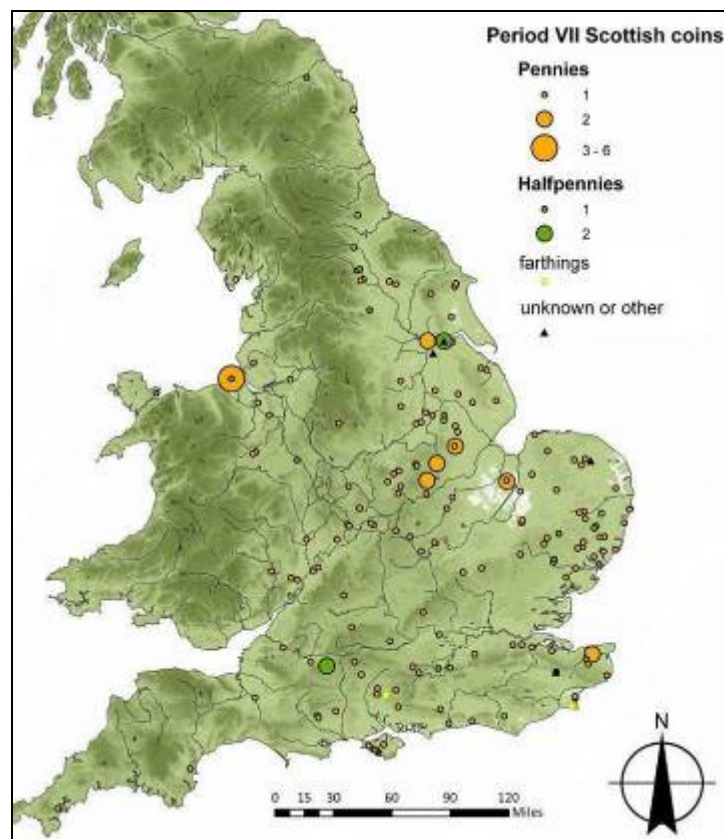 Period VII Scottish coins
Pennies
1
2
3 - 6
Halfpennies
1
2
farthings
unknown or other
N
0 15 30 60 90 120
Miles